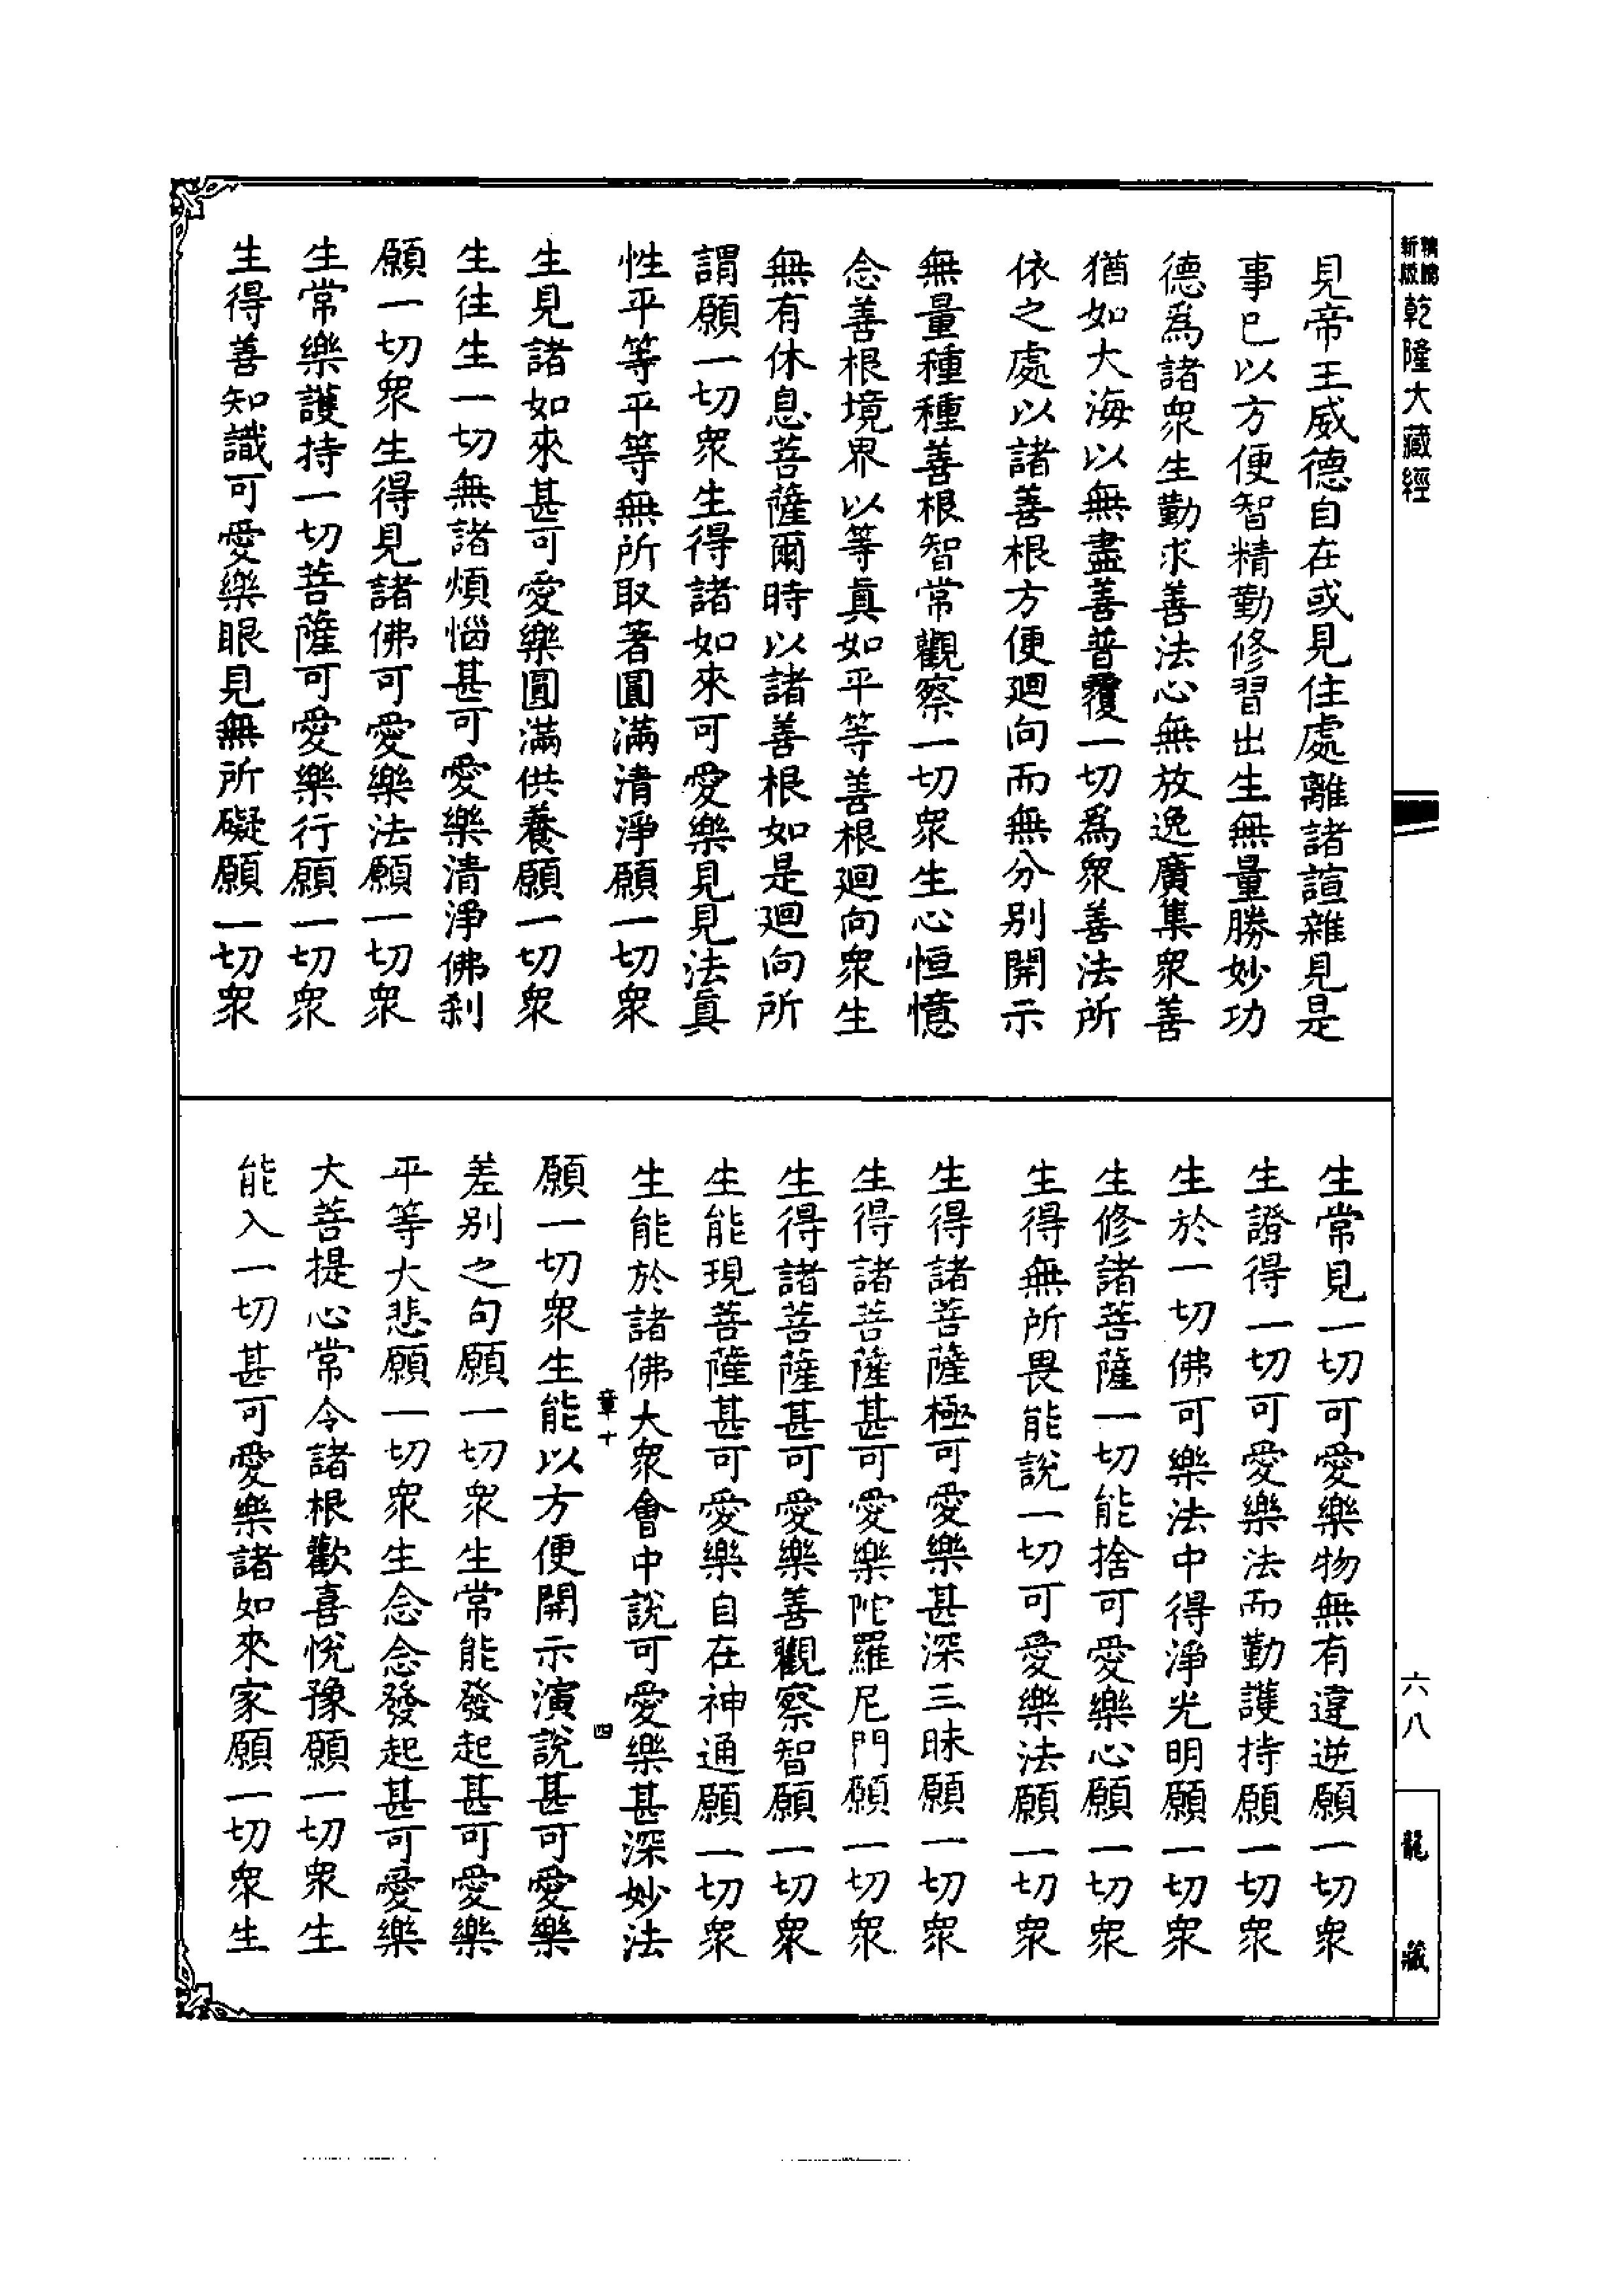 新版
精縮
乾隆大藏經
六八
龍藏
見帝王威德自在或見住處離諸諠雜見是
事已以方便智精勤修習出生無量勝妙功
德爲諸衆生勤求善法心無放逸廣集衆善
猶如大海以無盡善普覆一切爲衆善法所
依之處以諸善根方便迴向而無分别開示
無量種種善根智常觀察一切衆生心恒憶
念善根境界以等眞如平等善根迴向衆生
無有休息菩薩爾時以諸善根如是迴向所
謂願一切衆生得諸如來可愛樂見見法眞
性平等平等無所取著圓滿清淨願一切衆
生見諸如來甚可愛樂圓滿供養願一切衆
生往生一切無諸煩惱甚可愛樂清淨佛刹
願一切衆生得見諸佛可愛樂法願一切衆
生常樂護持一切菩薩可愛樂行願一切衆
生得善知識可愛樂眼見無所礙願一切衆
生常見一切可愛樂物無有違逆願一切衆
生證得一切可愛樂法而勤護持願一切衆
生於一切佛可樂法中得淨光明願一切衆
生修諸菩薩一切能捨可愛樂心願一切衆
生得無所畏能說一切可愛樂法願一切衆
生得諸菩薩極可愛樂甚深三昧願一切衆
生得諸菩薩甚可愛樂陀羅尼門願一切衆
生得諸菩薩甚可愛樂善觀察智願一切衆
生能現菩薩甚可愛樂自在神通願一切衆
生能於諸佛大衆會中說可愛樂甚深妙法
章十
四
願一切衆生能以方便開示演說甚可愛樂
差别之句願一切衆生常能發起甚可愛樂
平等大悲願一切衆生念念發起甚可愛樂
大菩提心常令諸根歡喜悅豫願一切衆生
能入一切甚可愛樂諸如來家願一切衆生